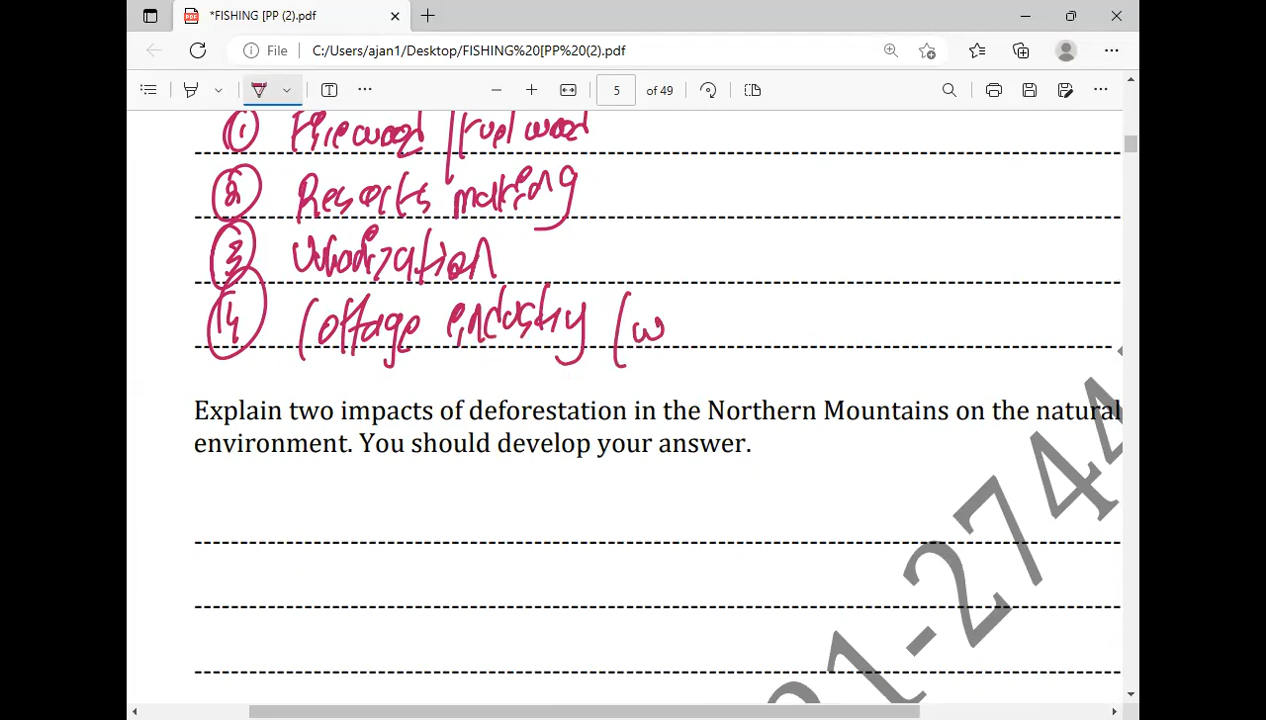 *FISHING [PP (2).pdf
File C:/Users/ajan1/Desktop/FISHING%20[PP%20(2).pdf
5 of 49
① Firewood / fuel wood
② Resorts making
③ Urbanization
④ Cottage industry (w
Explain two impacts of deforestation in the Northern Mountains on the natural
environment. You should develop your answer.
21-2744